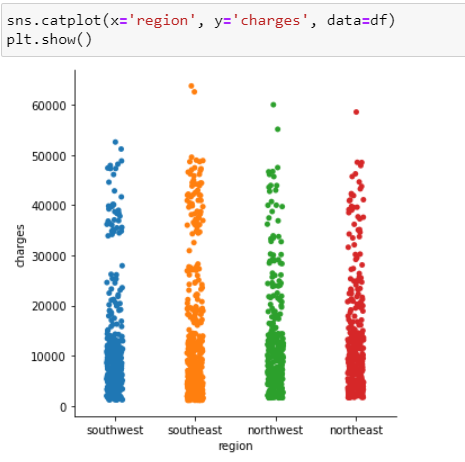 sns.catplot(x='region', y='charges', data=df)
plt.show()
60000
50000
40000
30000
20000
10000
0
charges
southwest southeast northwest northeast
region